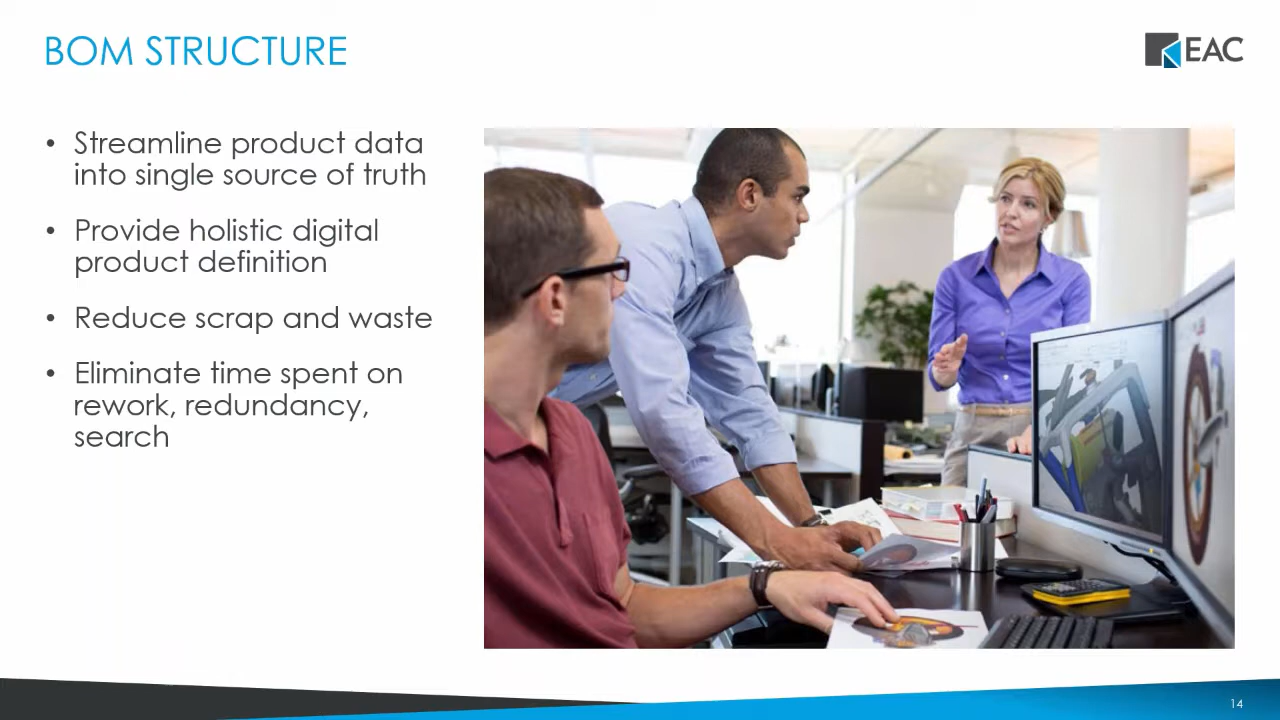 BOM STRUCTURE
EAC
• Streamline product data
into single source of truth
• Provide holistic digital
product definition
• Reduce scrap and waste
• Eliminate time spent on
rework, redundancy,
search
14